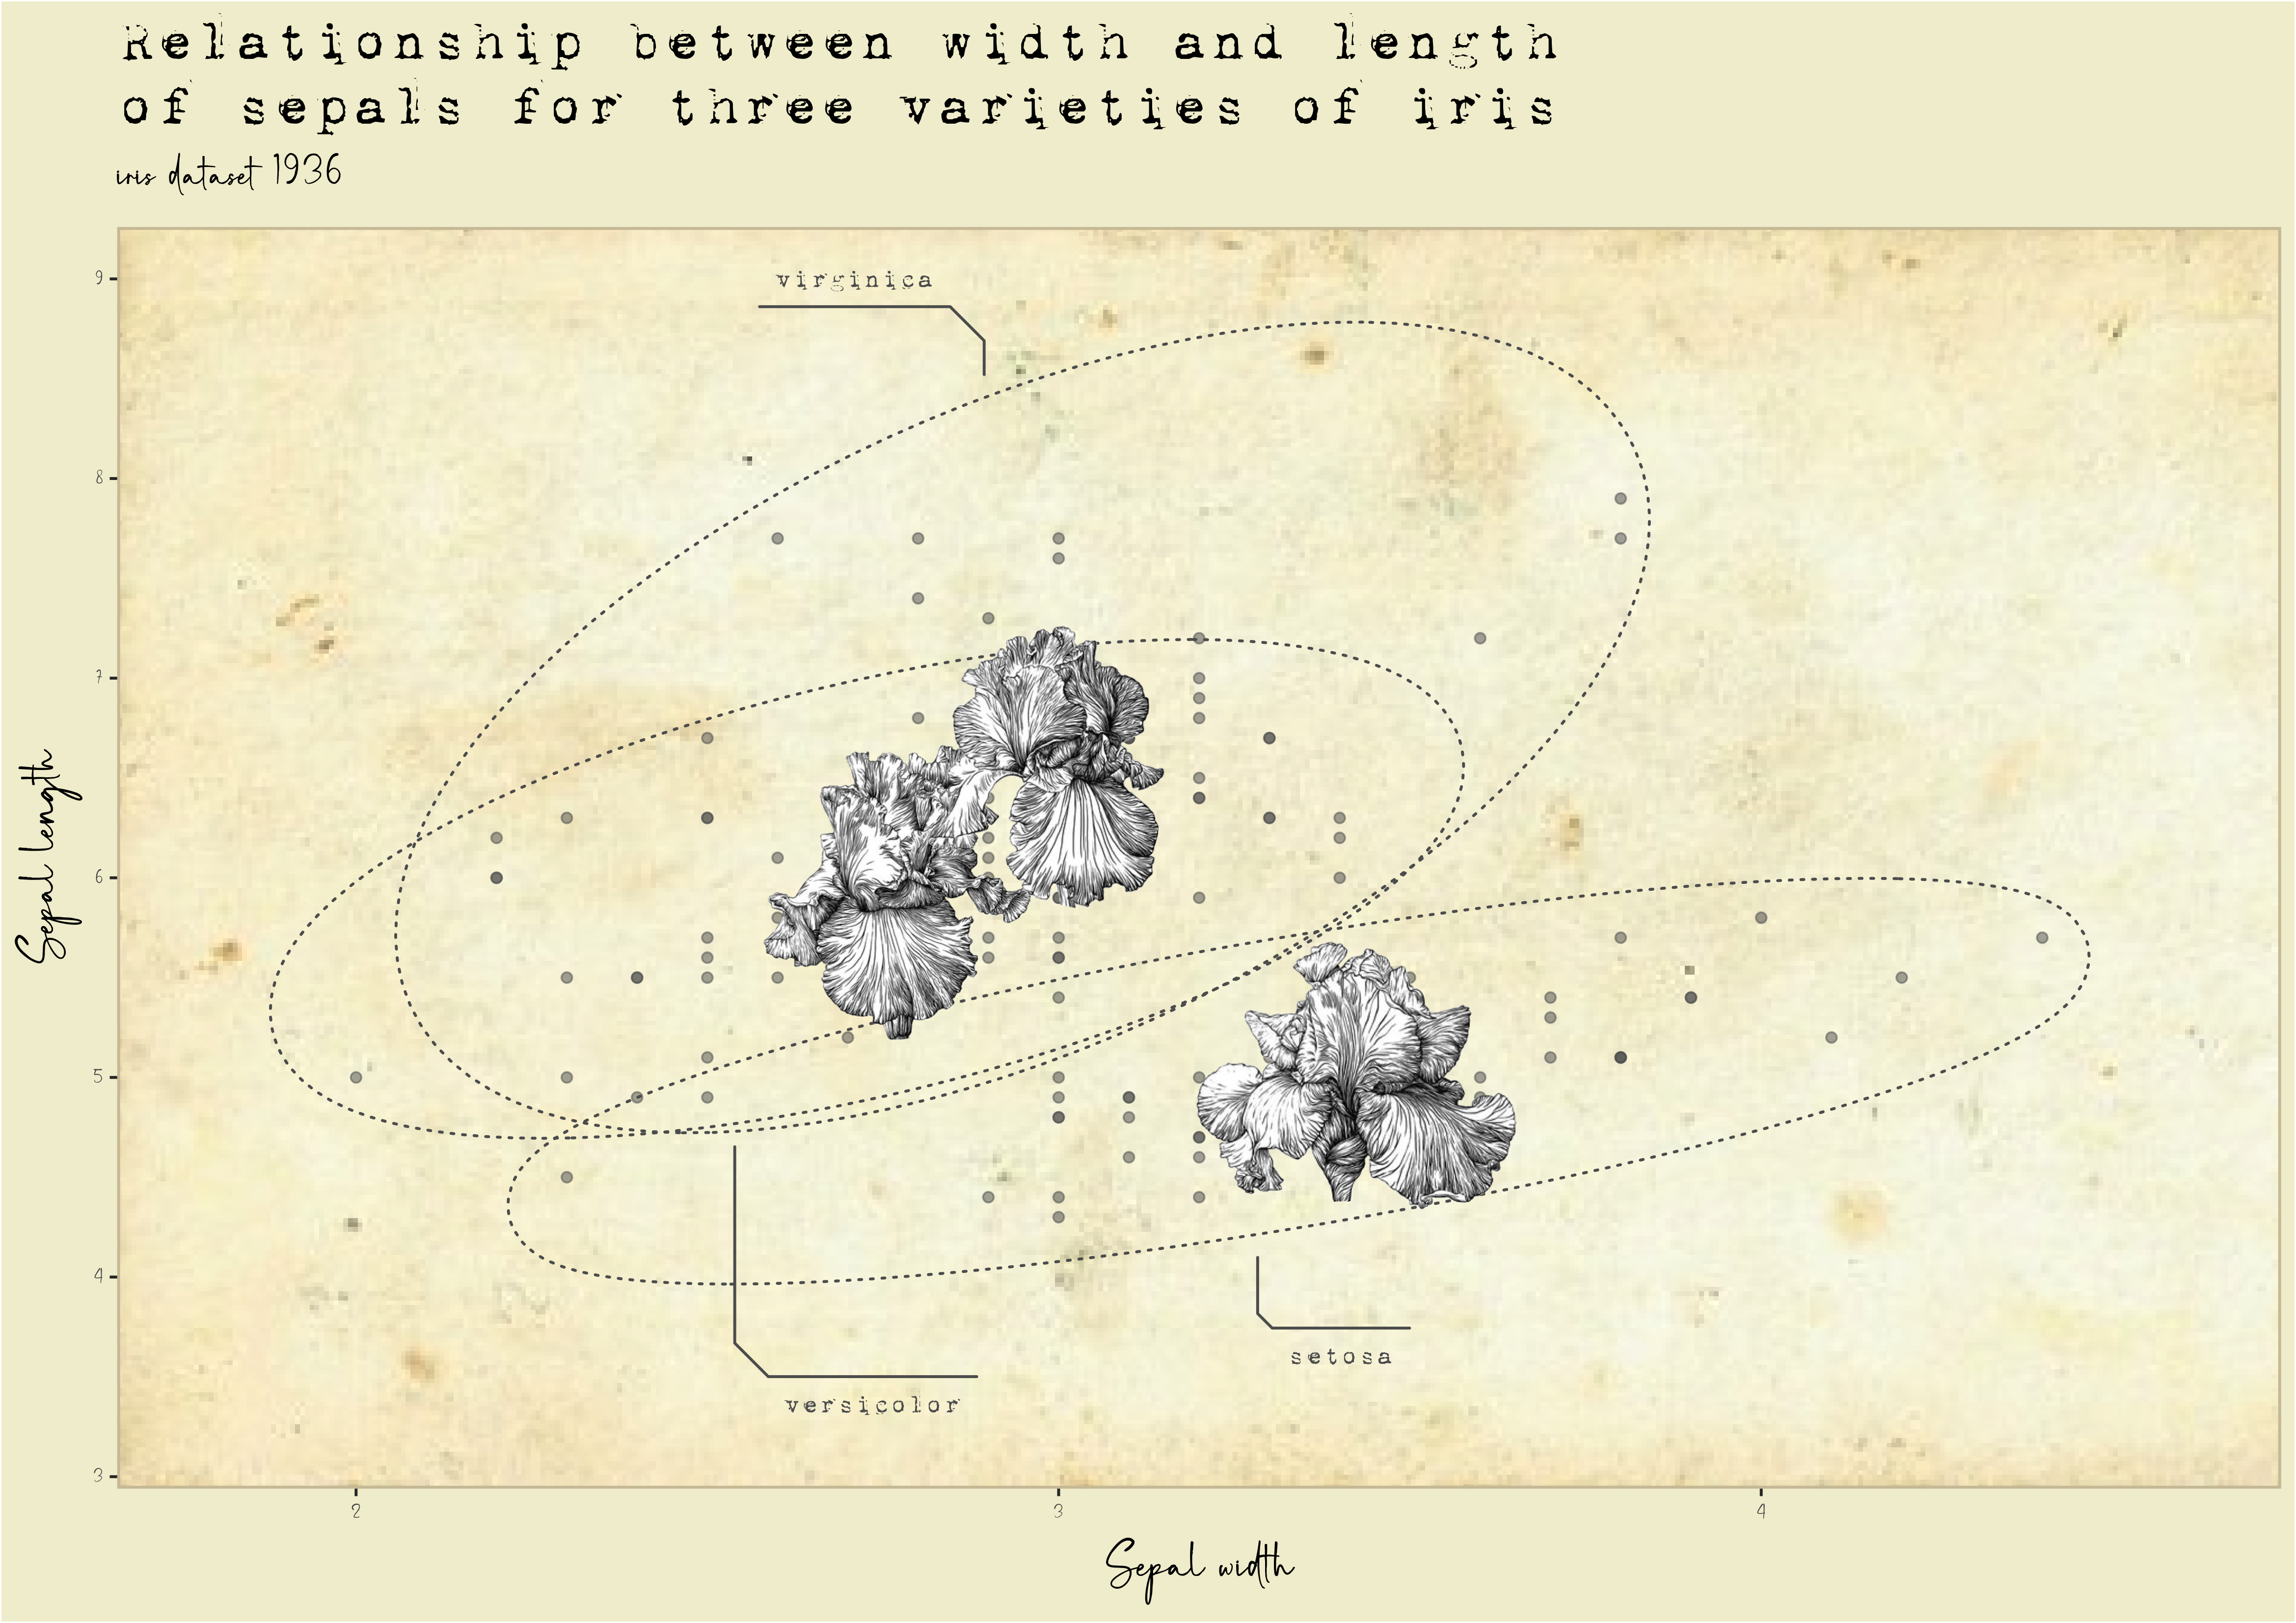 Relationship between width and length
of sepals for three varieties of iris
iris dataset 1936
virginica
9
8
7
6
5
4
3
Sepal length
setosa
versicolor
2
3
4
Sepal width